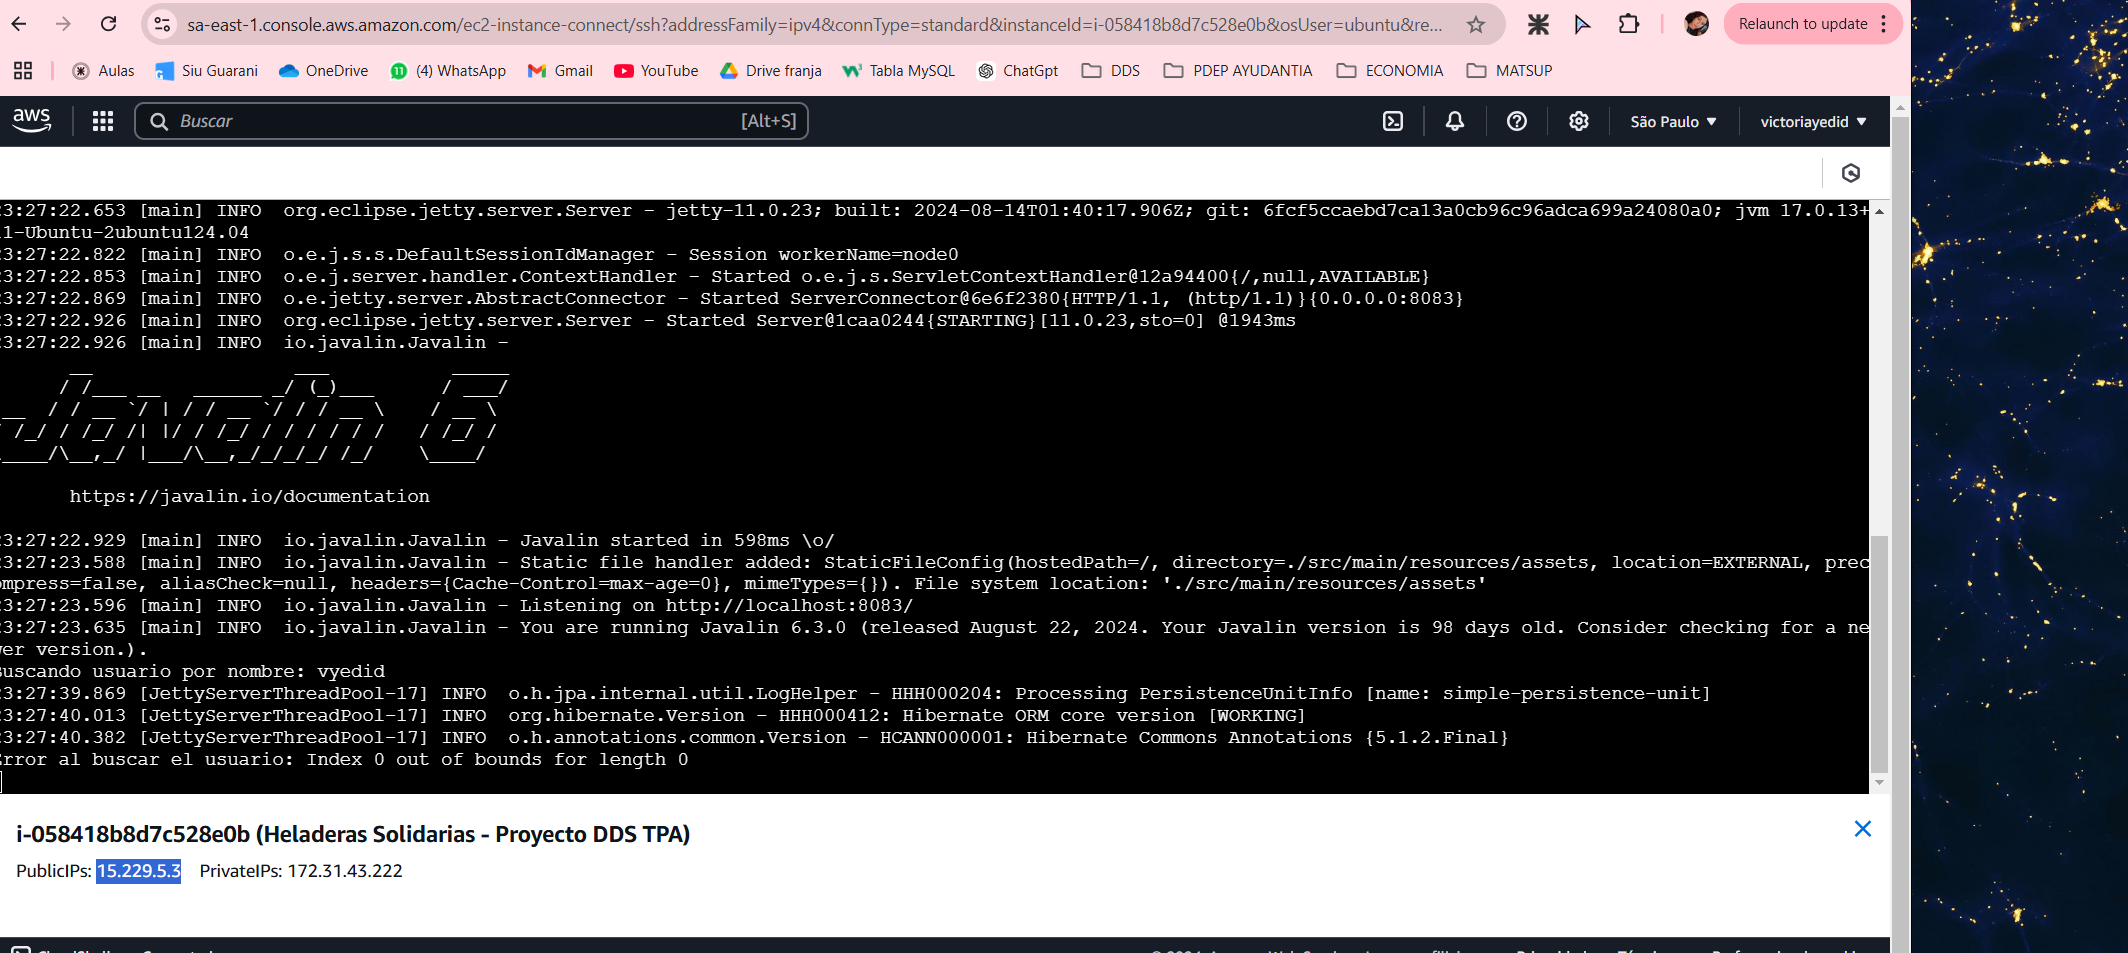 sa-east-1.console.aws.amazon.com/ec2-instance-connect/ssh?addressFamily=ipv4&connType=standard&instanceId=i-058418b8d7c528e0b&osUser=ubuntu&re...
Relaunch to update
Aulas Siu Guarani OneDrive (4) WhatsApp Gmail YouTube Drive franja Tabla MySQL ChatGpt DDS PDEP AYUDANTIA ECONOMIA MATSUP
aws Buscar [Alt+S] São Paulo victoriayedid
3:27:22.653 [main] INFO  org.eclipse.jetty.server.Server - jetty-11.0.23; built: 2024-08-14T01:40:17.906Z; git: 6fcf5ccaebd7ca13a0cb96c96adca699a24080a0; jvm 17.0.13+
11-Ubuntu-2ubuntu124.04
3:27:22.822 [main] INFO  o.e.j.s.s.DefaultSessionIdManager - Session workerName=node0
3:27:22.853 [main] INFO  o.e.j.server.handler.ContextHandler - Started o.e.j.s.ServletContextHandler@12a94400{/,null,AVAILABLE}
3:27:22.869 [main] INFO  o.e.jetty.server.AbstractConnector - Started ServerConnector@6e6f2380{HTTP/1.1, (http/1.1)}{0.0.0.0:8083}
3:27:22.926 [main] INFO  org.eclipse.jetty.server.Server - Started Server@1caa0244{STARTING}[11.0.23,sto=0] @1943ms
3:27:22.926 [main] INFO  io.javalin.Javalin -
Javalin 6
https://javalin.io/documentation
3:27:22.929 [main] INFO  io.javalin.Javalin - Javalin started in 598ms \o/
3:27:23.588 [main] INFO  io.javalin.Javalin - Static file handler added: StaticFileConfig(hostedPath=/, directory=./src/main/resources/assets, location=EXTERNAL, prec
ompress=false, aliasCheck=null, headers={Cache-Control=max-age=0}, mimeTypes={}). File system location: './src/main/resources/assets'
3:27:23.596 [main] INFO  io.javalin.Javalin - Listening on http://localhost:8083/
3:27:23.635 [main] INFO  io.javalin.Javalin - You are running Javalin 6.3.0 (released August 22, 2024. Your Javalin version is 98 days old. Consider checking for a ne
wer version.).
Buscando usuario por nombre: vyedid
3:27:39.869 [JettyServerThreadPool-17] INFO  o.h.jpa.internal.util.LogHelper - HHH000204: Processing PersistenceUnitInfo [name: simple-persistence-unit]
3:27:40.013 [JettyServerThreadPool-17] INFO  org.hibernate.Version - HHH000412: Hibernate ORM core version [WORKING]
3:27:40.382 [JettyServerThreadPool-17] INFO  o.h.annotations.common.Version - HCANN000001: Hibernate Commons Annotations {5.1.2.Final}
Error al buscar el usuario: Index 0 out of bounds for length 0
i-058418b8d7c528e0b (Heladeras Solidarias - Proyecto DDS TPA)
PublicIPs: 15.229.5.3 PrivateIPs: 172.31.43.222